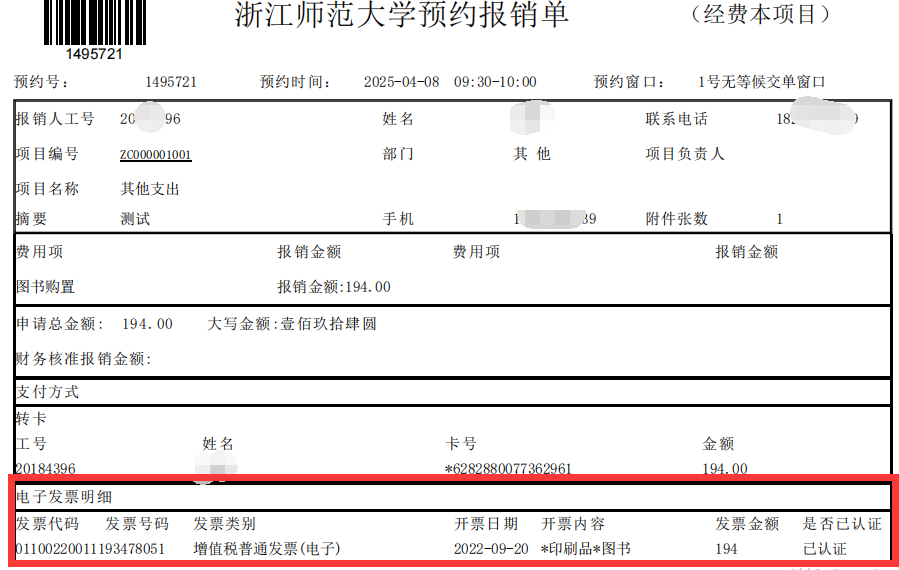 浙江师范大学预约报销单 （经费本项目）
1495721
预约号： 1495721 预约时间： 2025-04-08 09:30-10:00 预约窗口： 1号无等候交单窗口
报销人工号 20 96 姓名 联系电话 18 9
项目编号 ZC000001001 部门 其 他 项目负责人
项目名称 其他支出
摘要 测试 手机 1 39 附件张数 1
费用项 报销金额 费用项 报销金额
图书购置 报销金额:194.00
申请总金额: 194.00 大写金额:壹佰玖拾肆圆
财务核准报销金额:
支付方式
转卡
工号 姓名 卡号 金额
20184396 *6282880077362961 194.00
电子发票明细
发票代码 发票号码 发票类别 开票日期 开票内容 发票金额 是否已认证
01100220011193478051 增值税普通发票(电子) 2022-09-20 *印刷品*图书 194 已认证